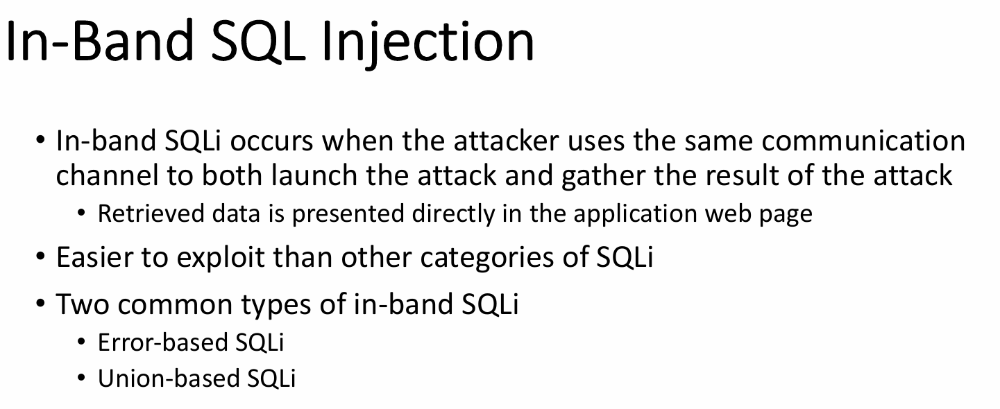 In-Band SQL Injection
• In-band SQLi occurs when the attacker uses the same communication
channel to both launch the attack and gather the result of the attack
• Retrieved data is presented directly in the application web page
• Easier to exploit than other categories of SQLi
• Two common types of in-band SQLi
• Error-based SQLi
• Union-based SQLi